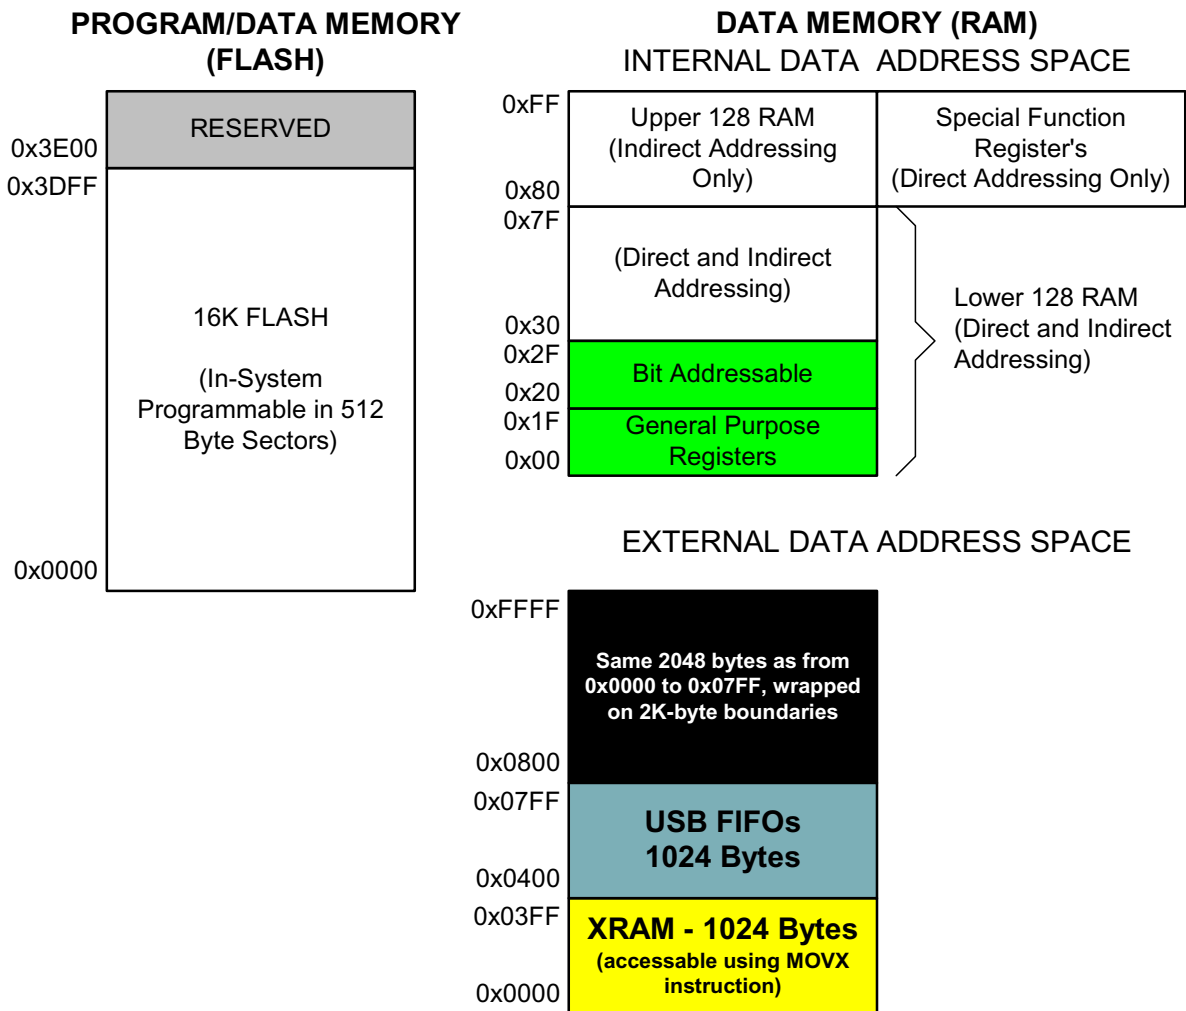 PROGRAM/DATA MEMORY
(FLASH)
RESERVED
0x3E00
0x3DFF
16K FLASH
(In-System
Programmable in 512
Byte Sectors)
0x0000
DATA MEMORY (RAM)
INTERNAL DATA ADDRESS SPACE
0xFF
Upper 128 RAM
(Indirect Addressing
Only)
0x80
Special Function
Register's
(Direct Addressing Only)
0x7F
(Direct and Indirect
Addressing)
0x30
0x2F
Bit Addressable
0x20
0x1F
General Purpose
Registers
0x00
Lower 128 RAM
(Direct and Indirect
Addressing)
EXTERNAL DATA ADDRESS SPACE
0xFFFF
Same 2048 bytes as from
0x0000 to 0x07FF, wrapped
on 2K-byte boundaries
0x0800
0x07FF
USB FIFOs
1024 Bytes
0x0400
0x03FF
XRAM - 1024 Bytes
(accessable using MOVX
instruction)
0x0000